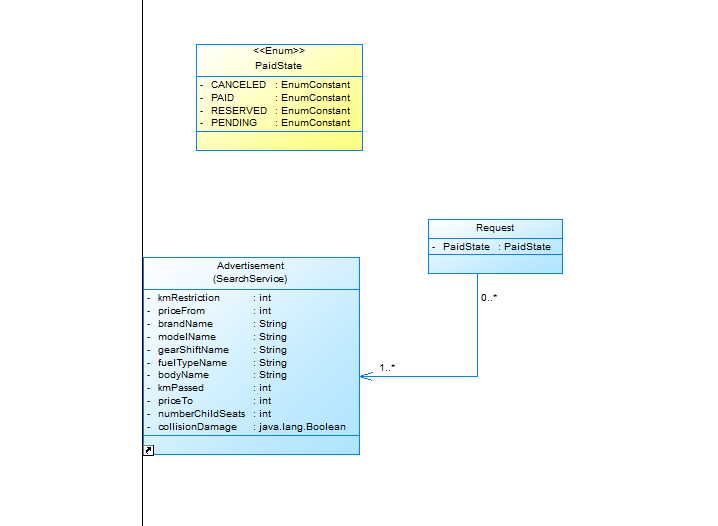 <<Enum>>
PaidState
- CANCELED : EnumConstant
- PAID : EnumConstant
- RESERVED : EnumConstant
- PENDING : EnumConstant
Request
- PaidState : PaidState
0..*
Advertisement
(SearchService)
- kmRestriction : int
- priceFrom : int
- brandName : String
- modelName : String
- gearShiftName : String
- fuelTypeName : String
- bodyName : String
- kmPassed : int
- priceTo : int
- numberChildSeats : int
- collisionDamage : java.lang.Boolean
1..*